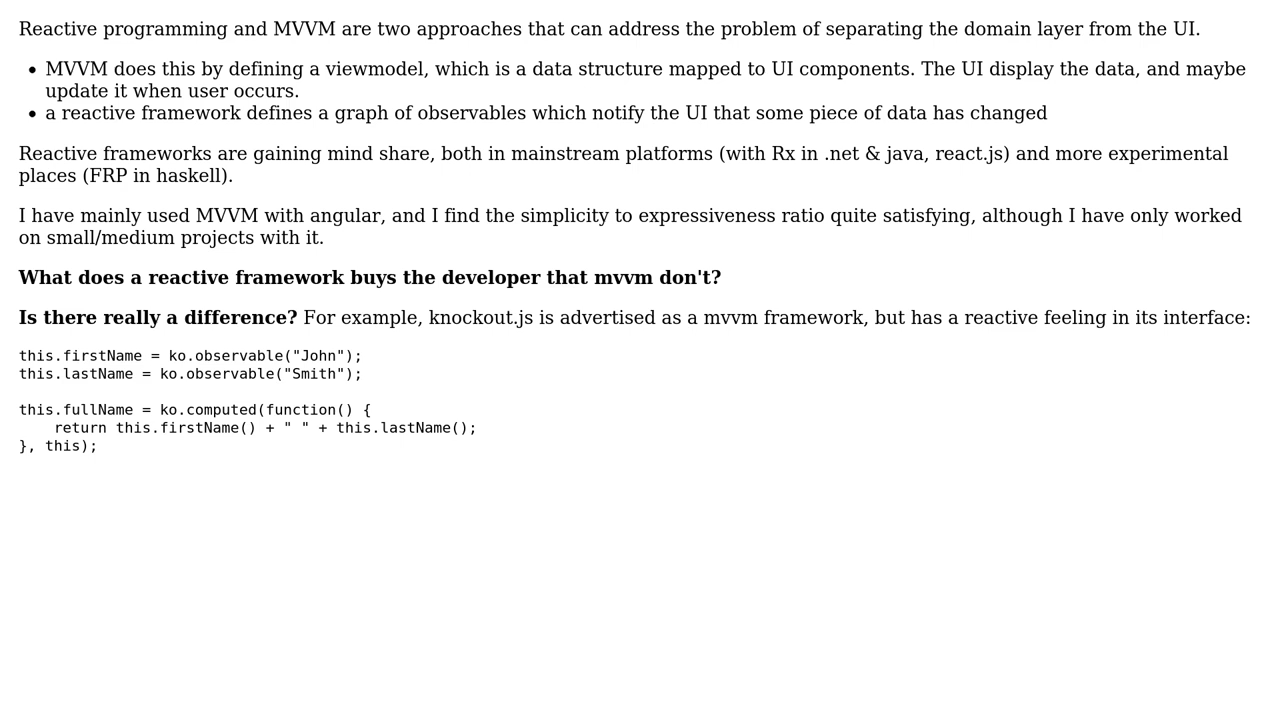 Reactive programming and MVVM are two approaches that can address the problem of separating the domain layer from the UI.
• MVVM does this by defining a viewmodel, which is a data structure mapped to UI components. The UI display the data, and maybe
update it when user occurs.
• a reactive framework defines a graph of observables which notify the UI that some piece of data has changed
Reactive frameworks are gaining mind share, both in mainstream platforms (with Rx in .net & java, react.js) and more experimental
places (FRP in haskell).
I have mainly used MVVM with angular, and I find the simplicity to expressiveness ratio quite satisfying, although I have only worked
on small/medium projects with it.
What does a reactive framework buys the developer that mvvm don't?
Is there really a difference? For example, knockout.js is advertised as a mvvm framework, but has a reactive feeling in its interface:
this.firstName = ko.observable("John");
this.lastName = ko.observable("Smith");
this.fullName = ko.computed(function() {
    return this.firstName() + " " + this.lastName();
}, this);